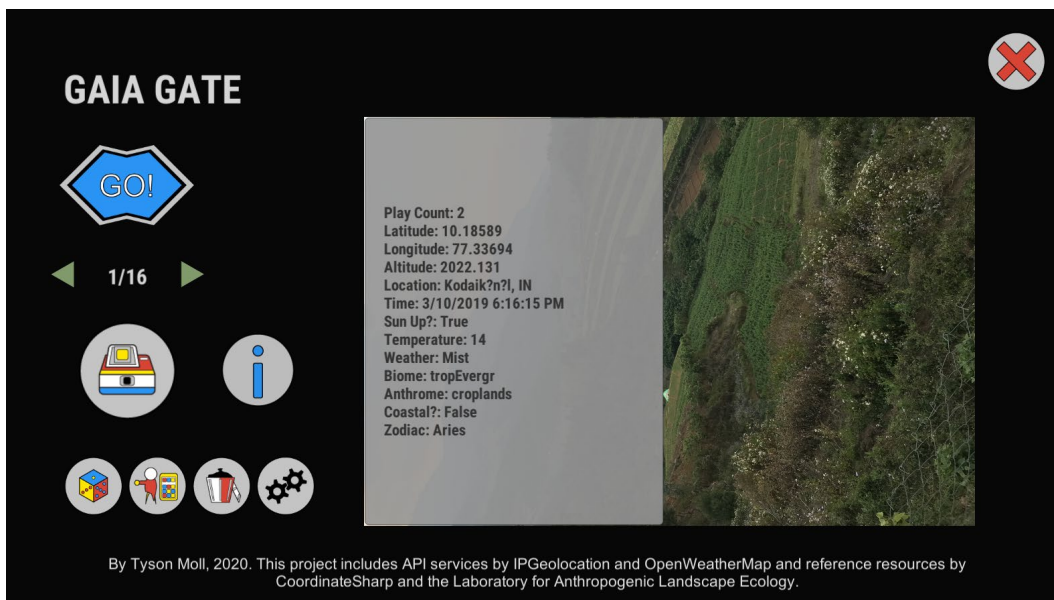 GAIA GATE
GO!
1/16
Play Count: 2
Latitude: 10.18589
Longitude: 77.33694
Altitude: 2022.131
Location: Kodaik?n?l, IN
Time: 3/10/2019 6:16:15 PM
Sun Up?: True
Temperature: 14
Weather: Mist
Biome: tropEvergr
Anthrome: croplands
Coastal?: False
Zodiac: Aries
By Tyson Moll, 2020. This project includes API services by IPGeolocation and OpenWeatherMap and reference resources by
CoordinateSharp and the Laboratory for Anthropogenic Landscape Ecology.